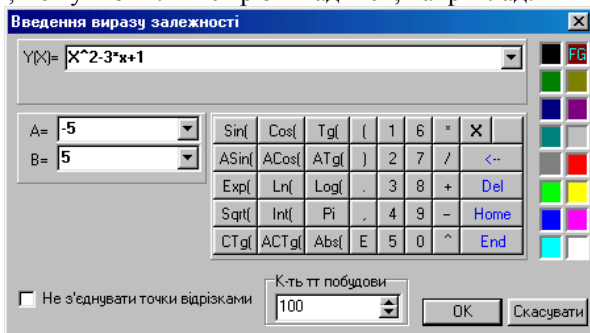 Введення виразу залежності
Y(X)= X^2-3*x+1
FG
A= -5
B= 5
Sin( Cos( Tg( ( 1 6 * X
ASin( ACos( ATg( ) 2 7 / <--
Exp( Ln( Log( . 3 8 + Del
Sqrt( Int( Pi , 4 9 - Home
CTg( ACTg( Abs( E 5 0 ^ End
Не з'єднувати точки відрізками
К-ть тт побудови
100
OK
Скасувати